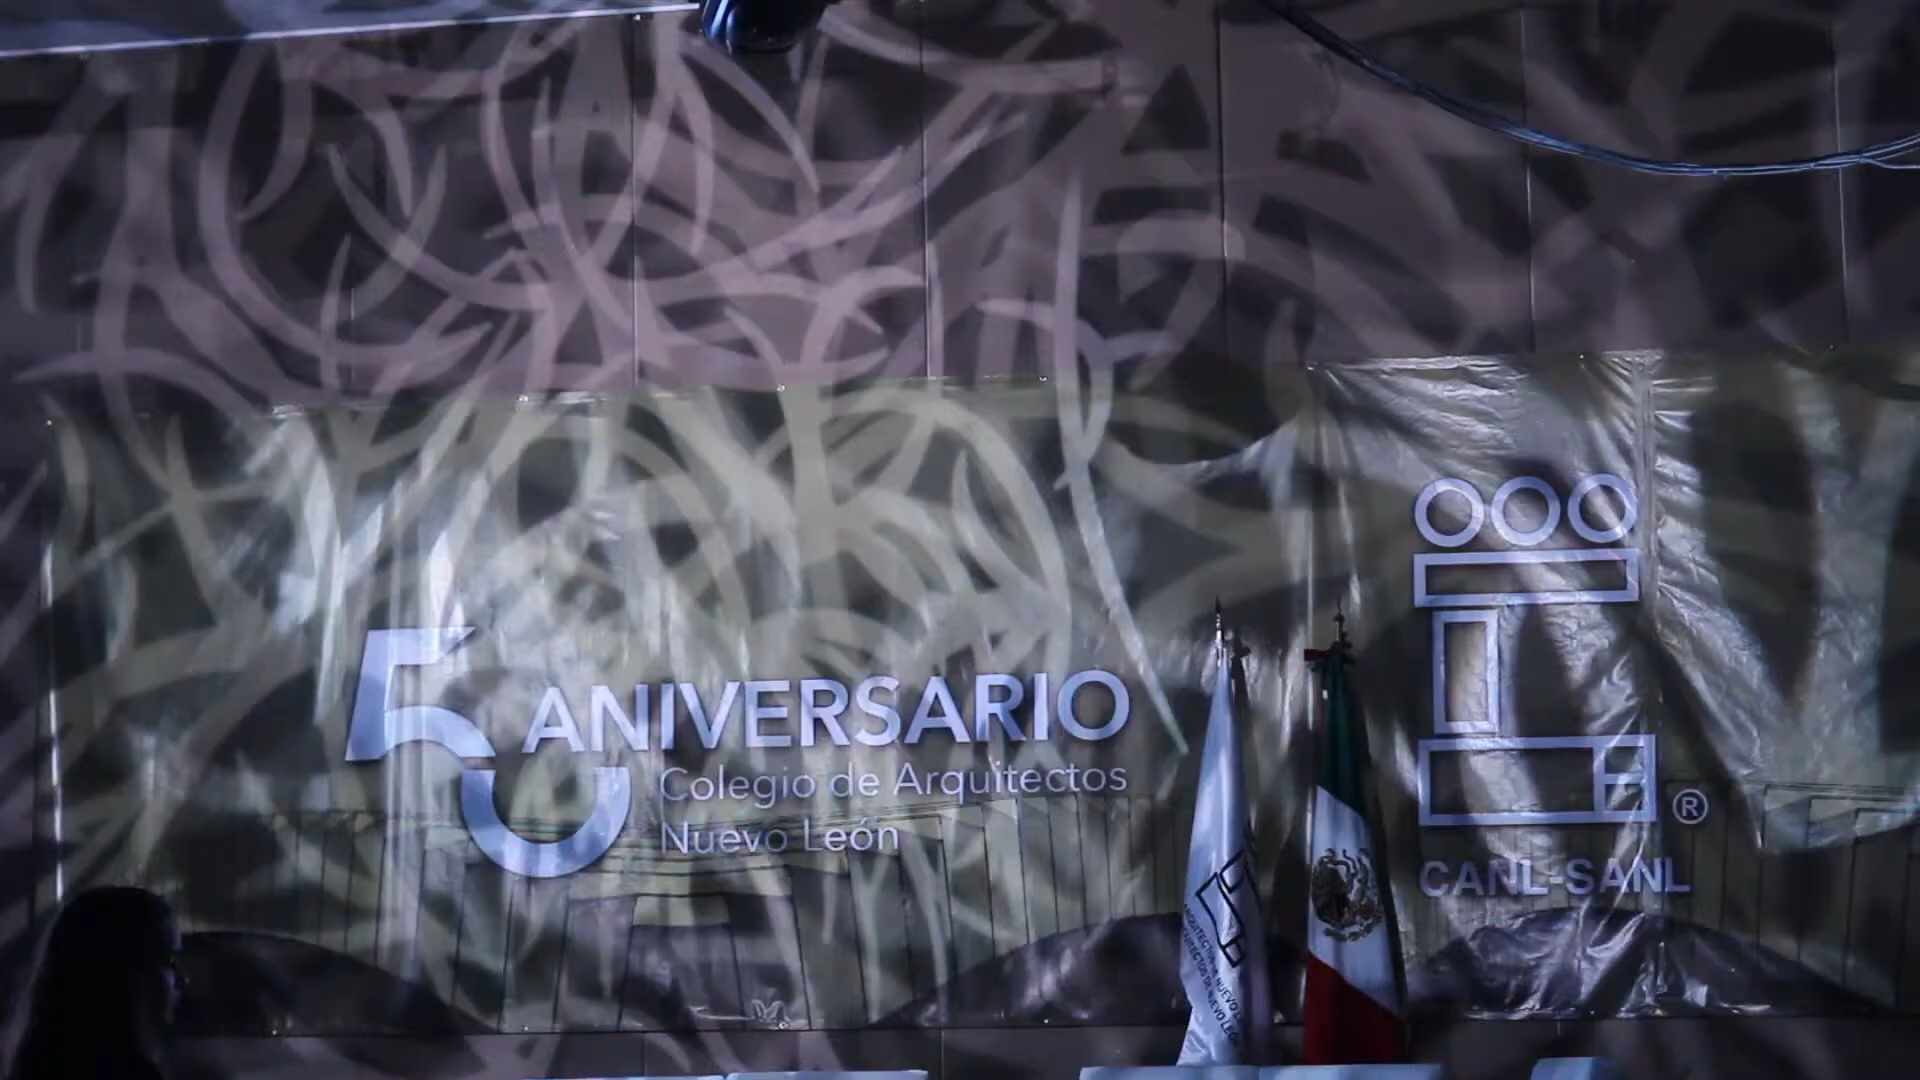 50 ANIVERSARIO
Colegio de Arquitectos
Nuevo León
®
CANL-SANL